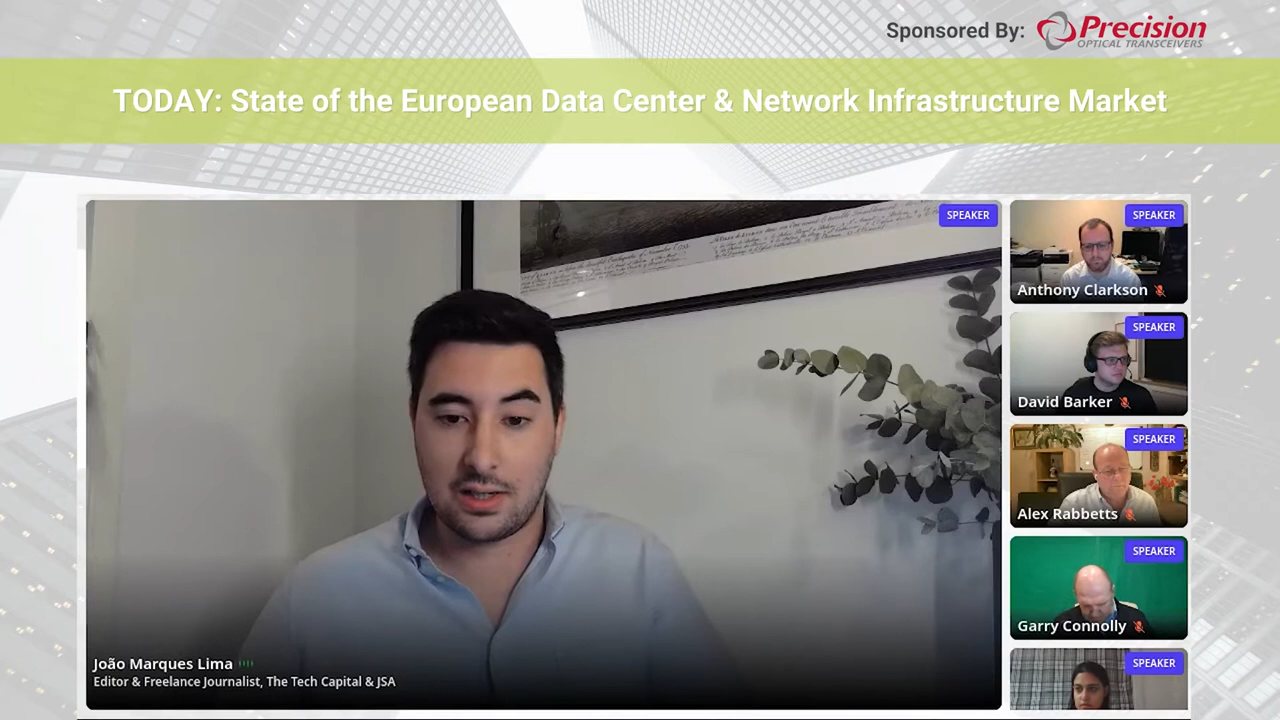 Sponsored By:
Precision
OPTICAL TRANSCEIVERS
TODAY: State of the European Data Center & Network Infrastructure Market
SPEAKER
João Marques Lima
Editor & Freelance Journalist, The Tech Capital & JSA
SPEAKER
Anthony Clarkson
SPEAKER
David Barker
SPEAKER
Alex Rabbetts
SPEAKER
Garry Connolly
SPEAKER